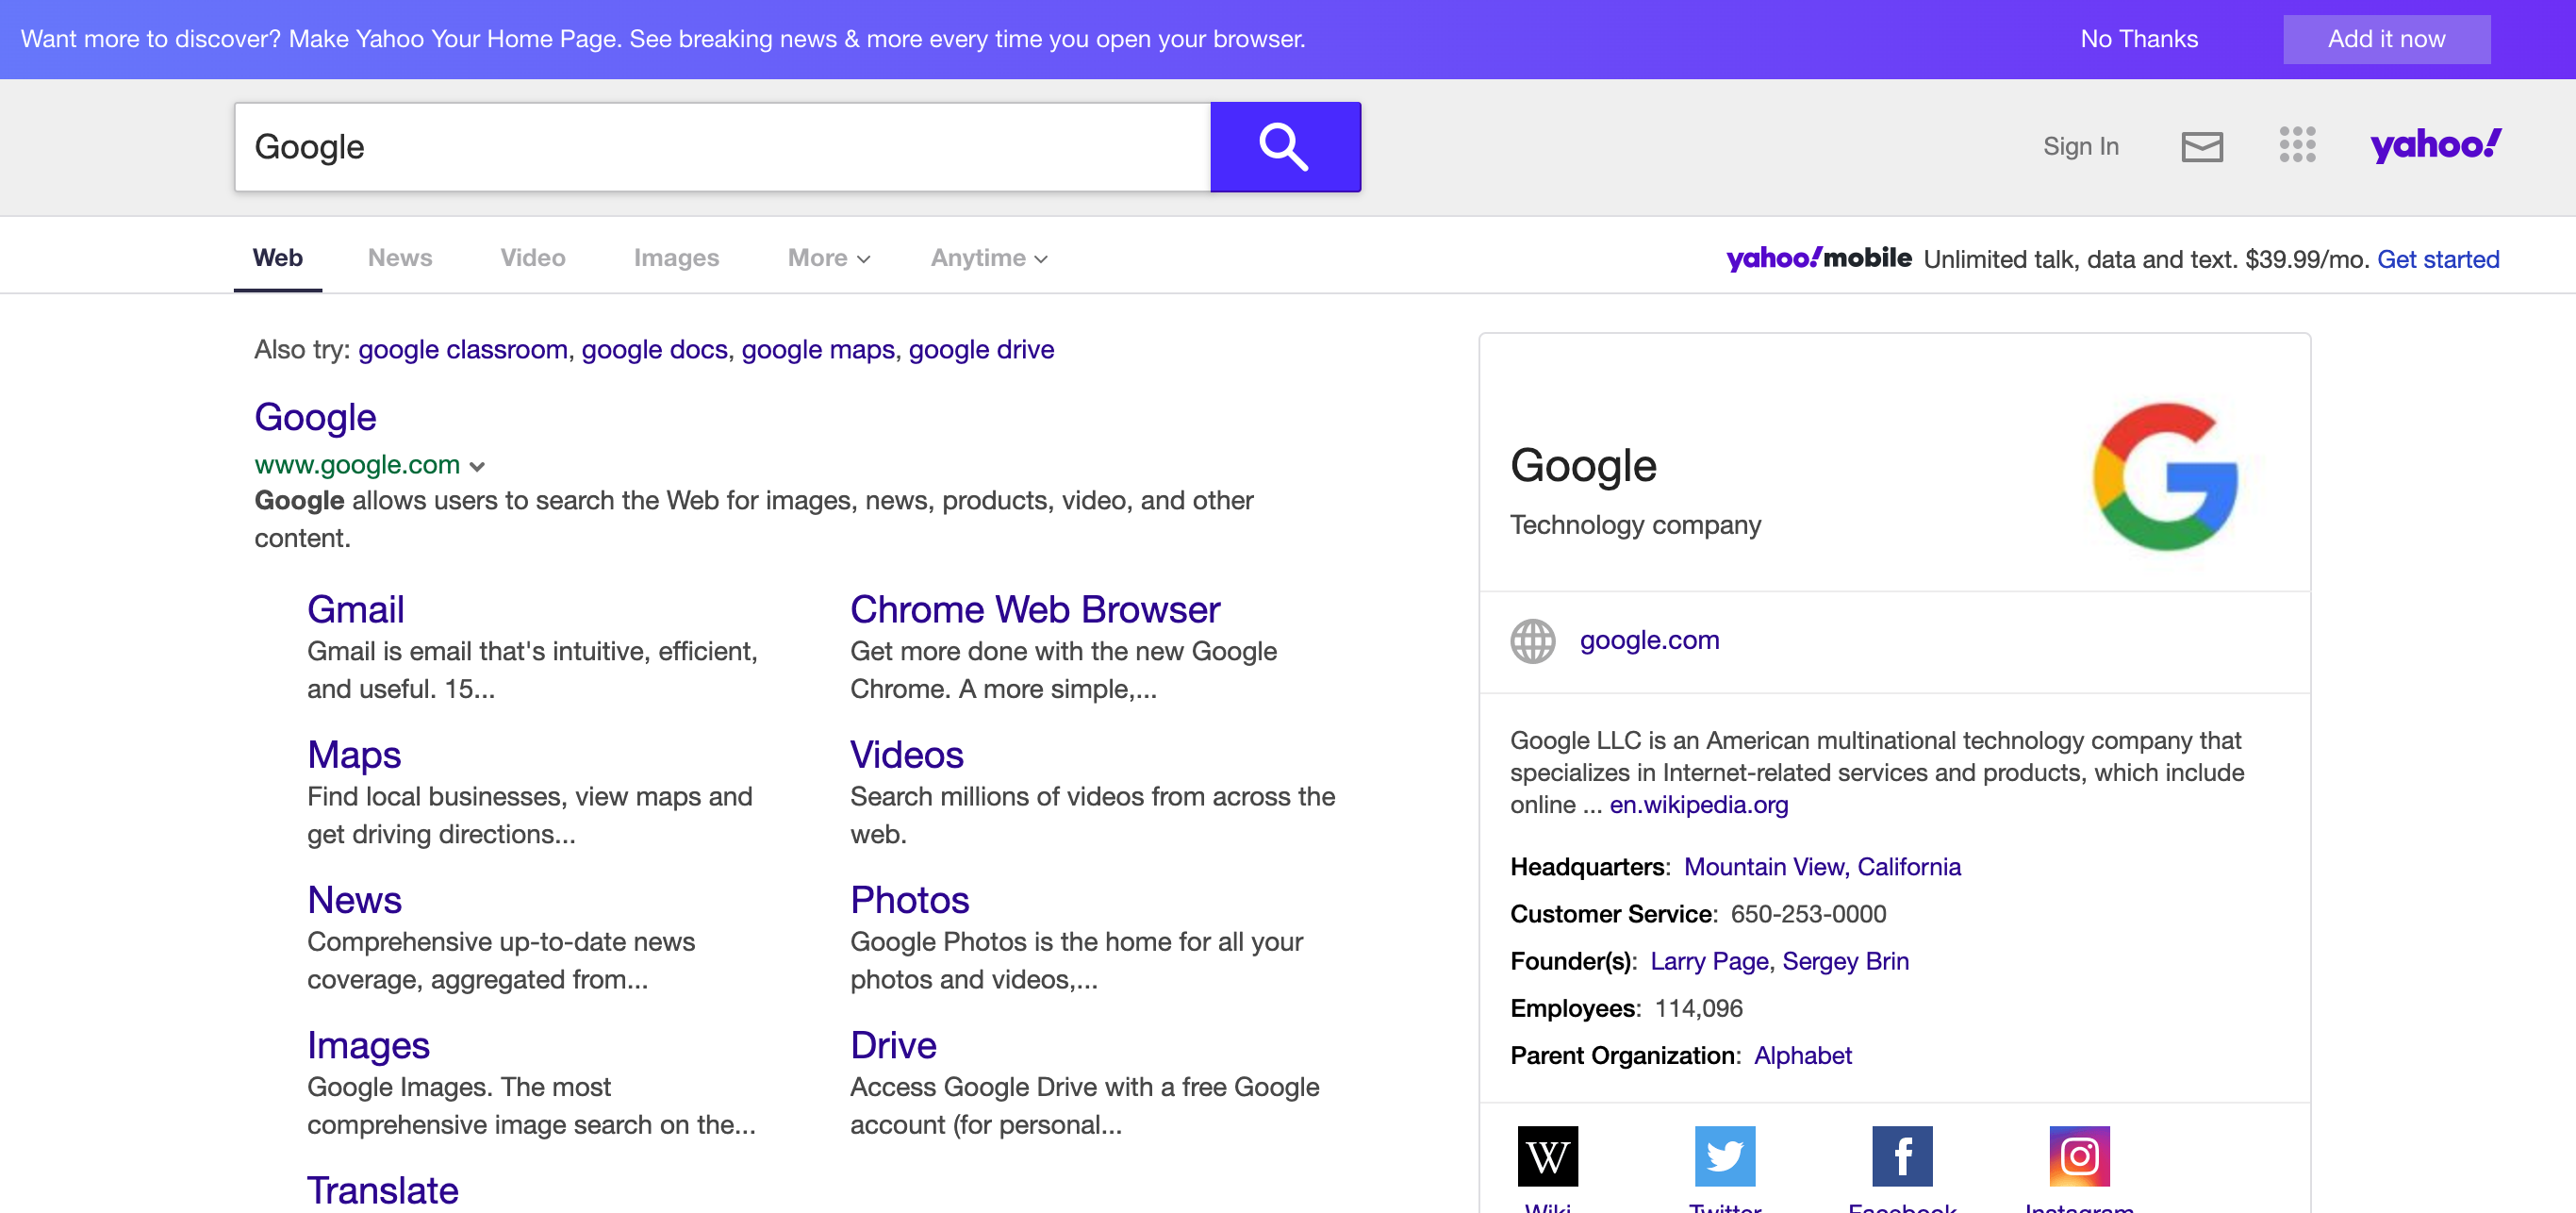 Want more to discover? Make Yahoo Your Home Page. See breaking news & more every time you open your browser.
No Thanks
Add it now
Google
Sign In
yahoo!
Web
News
Video
Images
More
Anytime
yahoo!mobile Unlimited talk, data and text. $39.99/mo. Get started
Also try: google classroom, google docs, google maps, google drive
Google
www.google.com
Google allows users to search the Web for images, news, products, video, and other
content.
Gmail
Gmail is email that's intuitive, efficient,
and useful. 15...
Chrome Web Browser
Get more done with the new Google
Chrome. A more simple,...
Maps
Find local businesses, view maps and
get driving directions...
Videos
Search millions of videos from across the
web.
News
Comprehensive up-to-date news
coverage, aggregated from...
Photos
Google Photos is the home for all your
photos and videos,...
Images
Google Images. The most
comprehensive image search on the...
Drive
Access Google Drive with a free Google
account (for personal...
Translate
Google
Technology company
G
google.com
Google LLC is an American multinational technology company that
specializes in Internet-related services and products, which include
online ... en.wikipedia.org
Headquarters: Mountain View, California
Customer Service: 650-253-0000
Founder(s): Larry Page, Sergey Brin
Employees: 114,096
Parent Organization: Alphabet
W
f
Wiki
Twitter
Facebook
Instagram